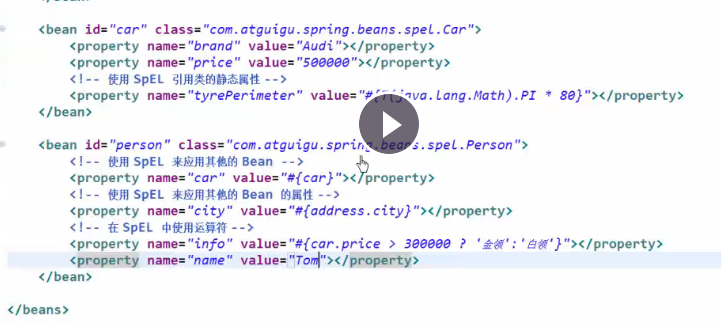 <bean id="car" class="com.atguigu.spring.beans.spel.Car">
<property name="brand" value="Audi"></property>
<property name="price" value="500000"></property>
<!-- 使用 SpEL 引用类的静态属性 -->
<property name="tyrePerimeter" value="#{T(java.lang.Math).PI * 80}"></property>
</bean>
<bean id="person" class="com.atguigu.spring.beans.spel.Person">
<!-- 使用 SpEL 来应用其他的 Bean -->
<property name="car" value="#{car}"></property>
<!-- 使用 SpEL 来应用其他的 Bean 的属性 -->
<property name="city" value="#{address.city}"></property>
<!-- 在 SpEL 中使用运算符 -->
<property name="info" value="#{car.price > 300000 ? '金领':'白领'}"></property>
<property name="name" value="Tom"></property>
</bean>
</beans>